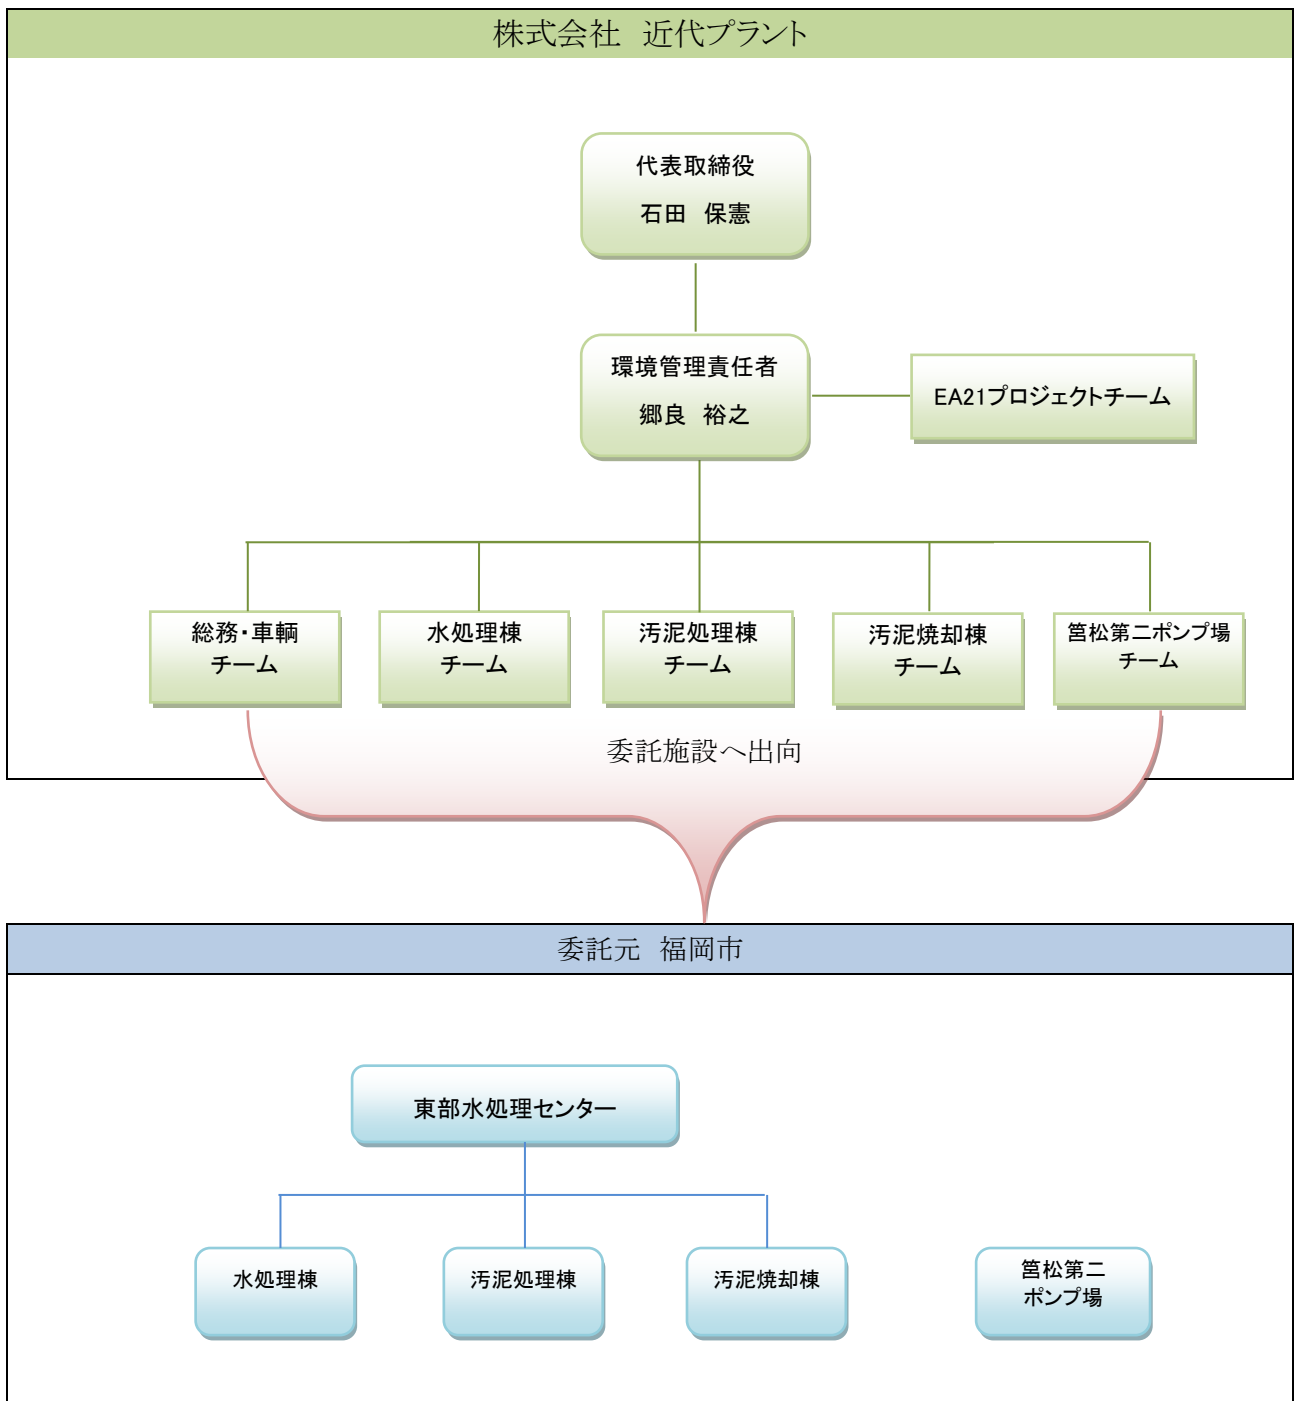 株式会社　近代プラント
代表取締役
石田　保憲
環境管理責任者
郷良　裕之
EA21プロジェクトチーム
総務・車輌
チーム
水処理棟
チーム
汚泥処理棟
チーム
汚泥焼却棟
チーム
筥松第二ポンプ場
チーム
委託施設へ出向
委託元　福岡市
東部水処理センター
水処理棟
汚泥処理棟
汚泥焼却棟
筥松第二
ポンプ場